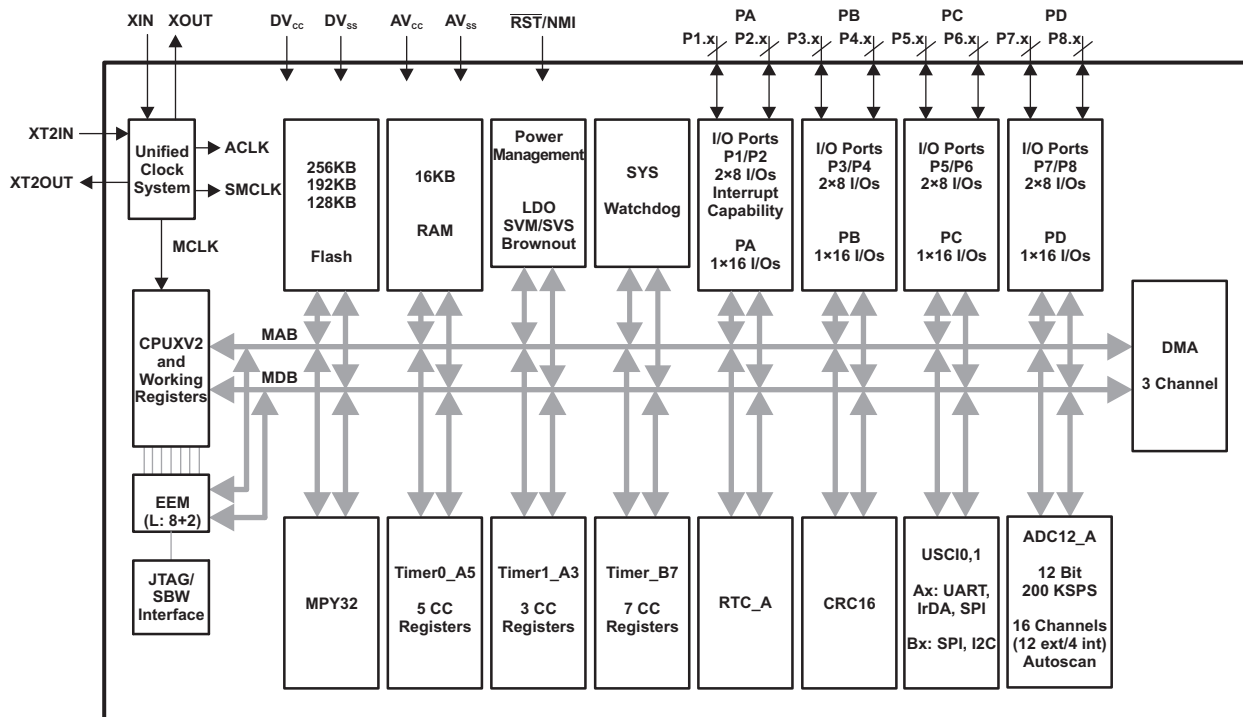 XIN
XOUT
DVCC
DVSS
AVCC
AVSS
RST/NMI
PA
PB
PC
PD
P1.x
P2.x
P3.x
P4.x
P5.x
P6.x
P7.x
P8.x
XT2IN
XT2OUT
Unified
Clock
System
ACLK
SMCLK
MCLK
256KB
192KB
128KB
Flash
16KB
RAM
Power
Management
LDO
SVM/SVS
Brownout
SYS
Watchdog
I/O Ports
P1/P2
2×8 I/Os
Interrupt
Capability
PA
1×16 I/Os
I/O Ports
P3/P4
2×8 I/Os
PB
1×16 I/Os
I/O Ports
P5/P6
2×8 I/Os
PC
1×16 I/Os
I/O Ports
P7/P8
2×8 I/Os
PD
1×16 I/Os
CPUXV2
and
Working
Registers
MAB
MDB
DMA
3 Channel
EEM
(L: 8+2)
JTAG/
SBW
Interface
MPY32
Timer0_A5
5 CC
Registers
Timer1_A3
3 CC
Registers
Timer_B7
7 CC
Registers
RTC_A
CRC16
USCI0,1
Ax: UART,
IrDA, SPI
Bx: SPI, I2C
ADC12_A
12 Bit
200 KSPS
16 Channels
(12 ext/4 int)
Autoscan